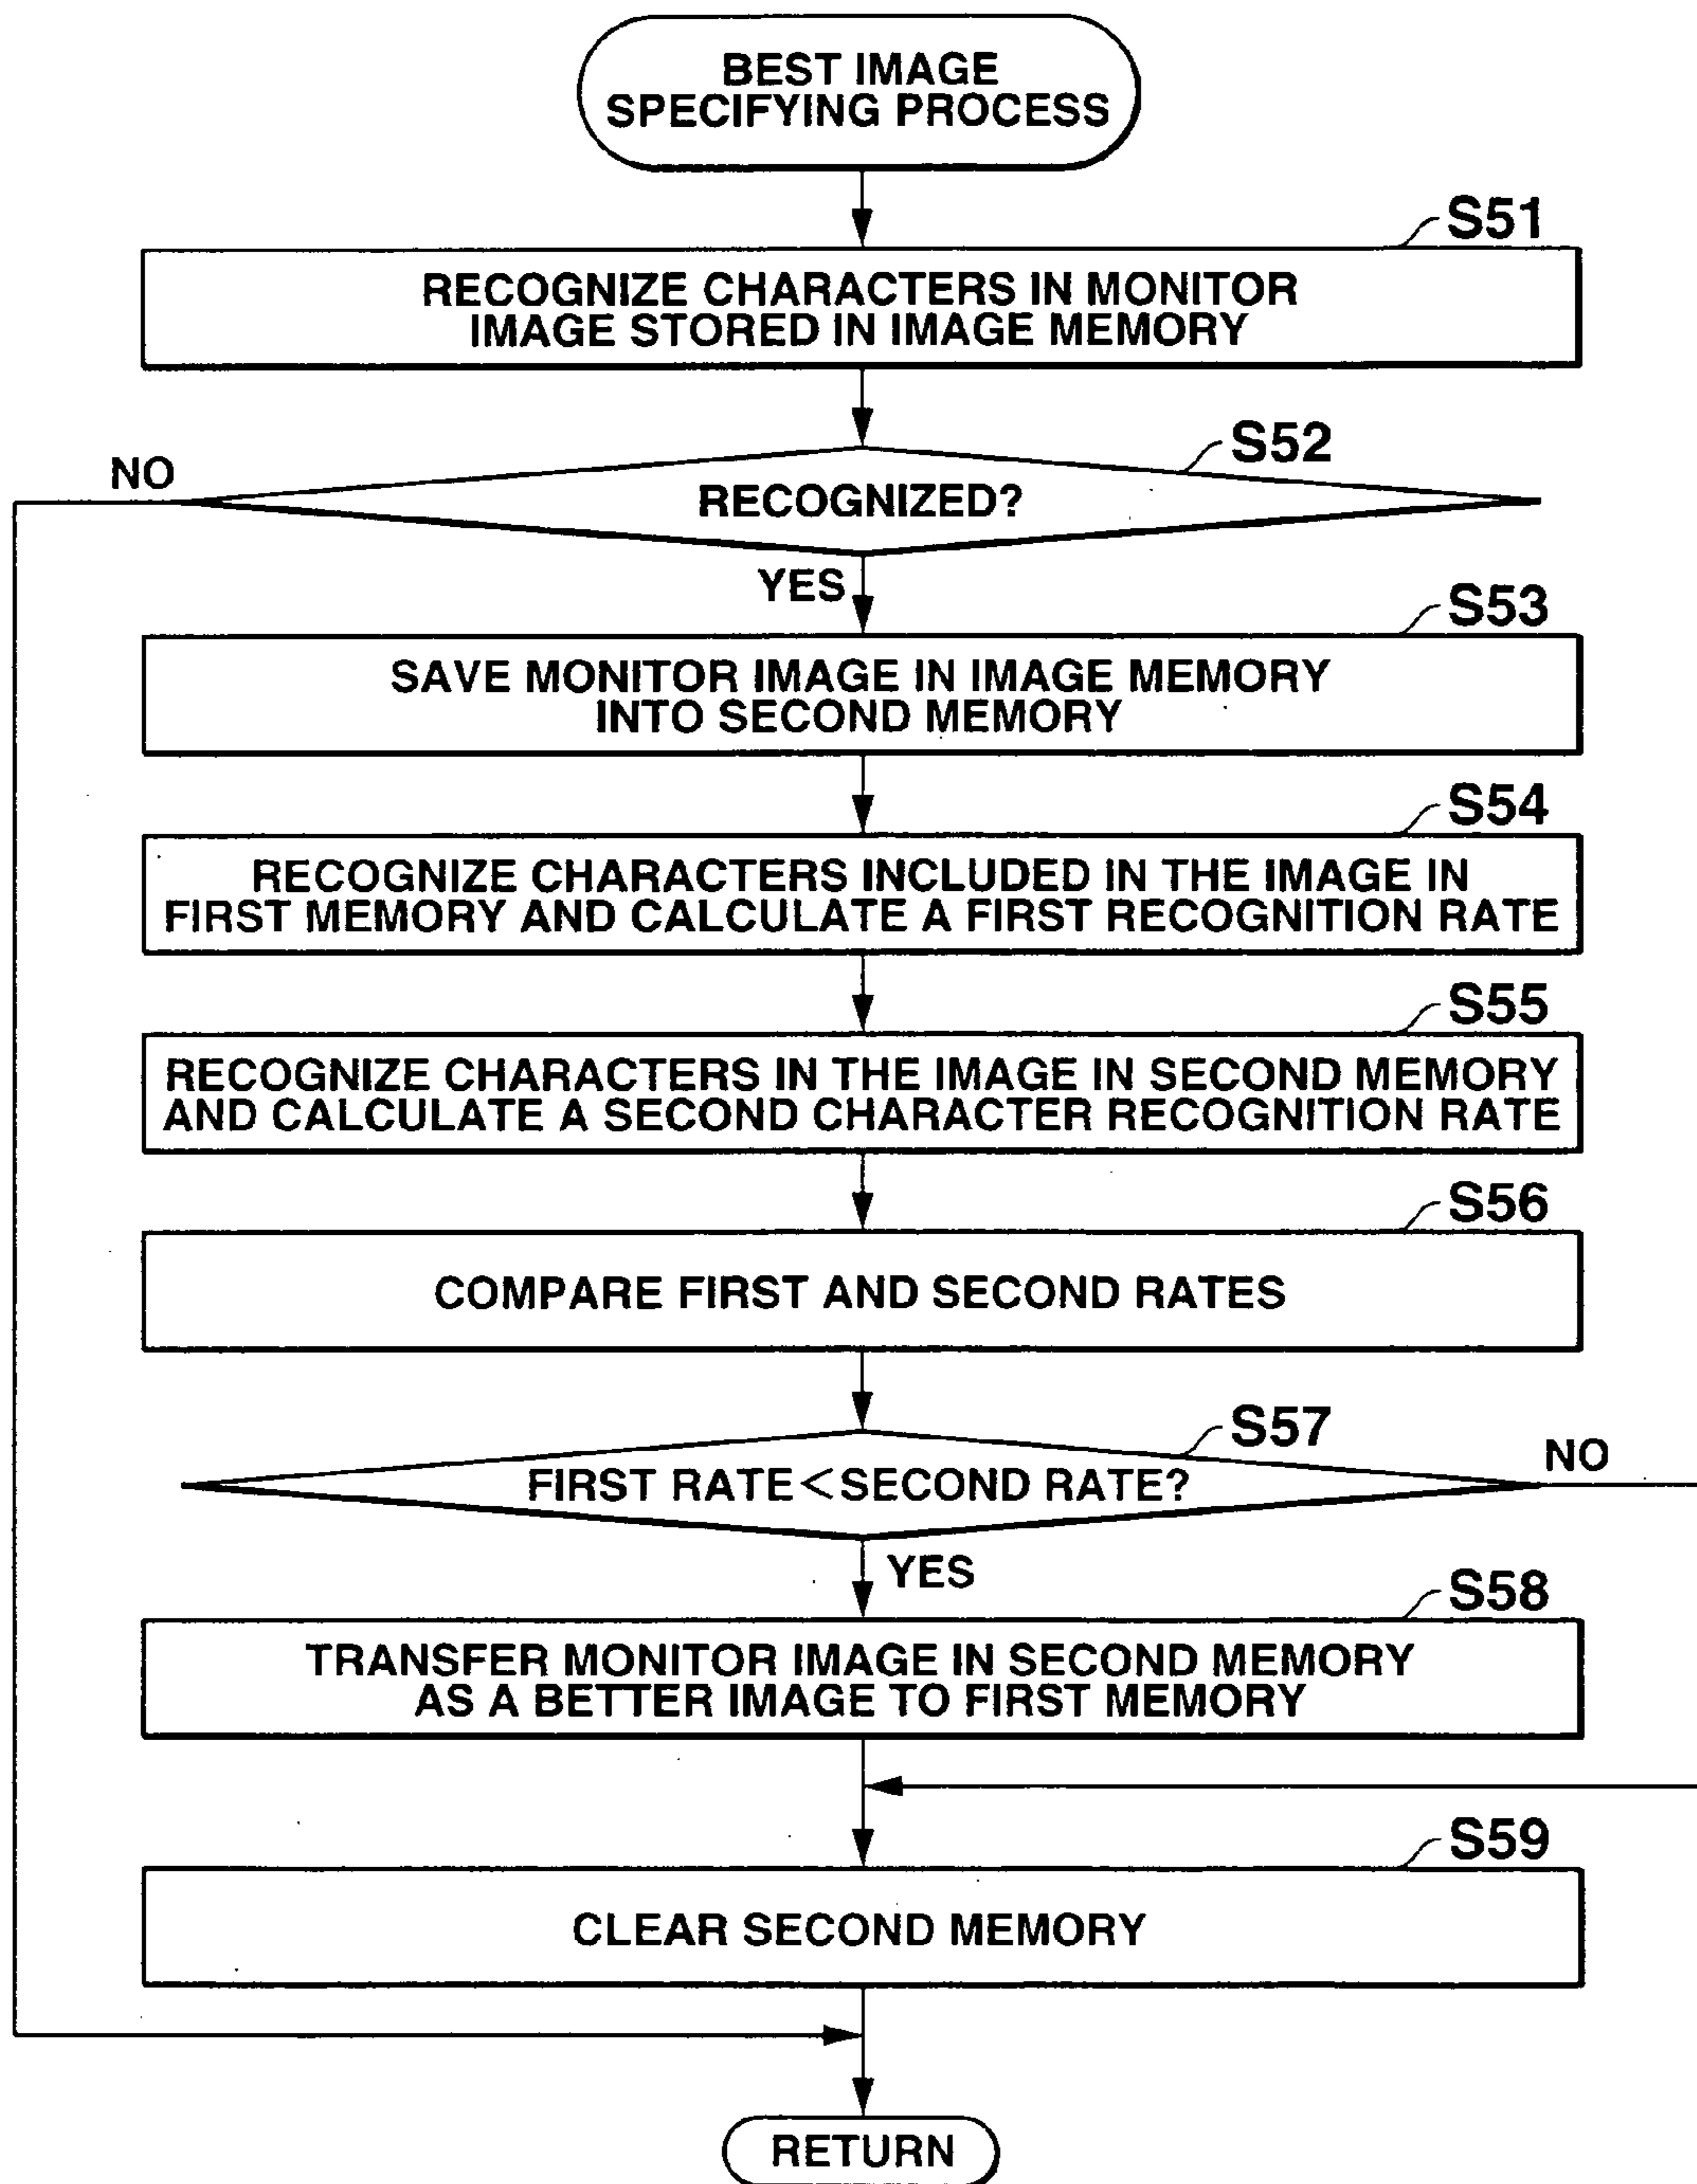 BEST IMAGE
SPECIFYING PROCESS
S51
RECOGNIZE CHARACTERS IN MONITOR
IMAGE STORED IN IMAGE MEMORY
S52
NO
RECOGNIZED?
YES
S53
SAVE MONITOR IMAGE IN IMAGE MEMORY
INTO SECOND MEMORY
S54
RECOGNIZE CHARACTERS INCLUDED IN THE IMAGE IN
FIRST MEMORY AND CALCULATE A FIRST RECOGNITION RATE
S55
RECOGNIZE CHARACTERS IN THE IMAGE IN SECOND MEMORY
AND CALCULATE A SECOND CHARACER RECOGNITION RATE
S56
COMPARE FIRST AND SECOND RATES
S57
NO
FIRST RATE<SECOND RATE?
YES
S58
TRANSFER MONITOR IMAGE IN SECOND MEMORY
AS A BETTER IMAGE TO FIRST MEMORY
S59
CLEAR SECOND MEMORY
RETURN